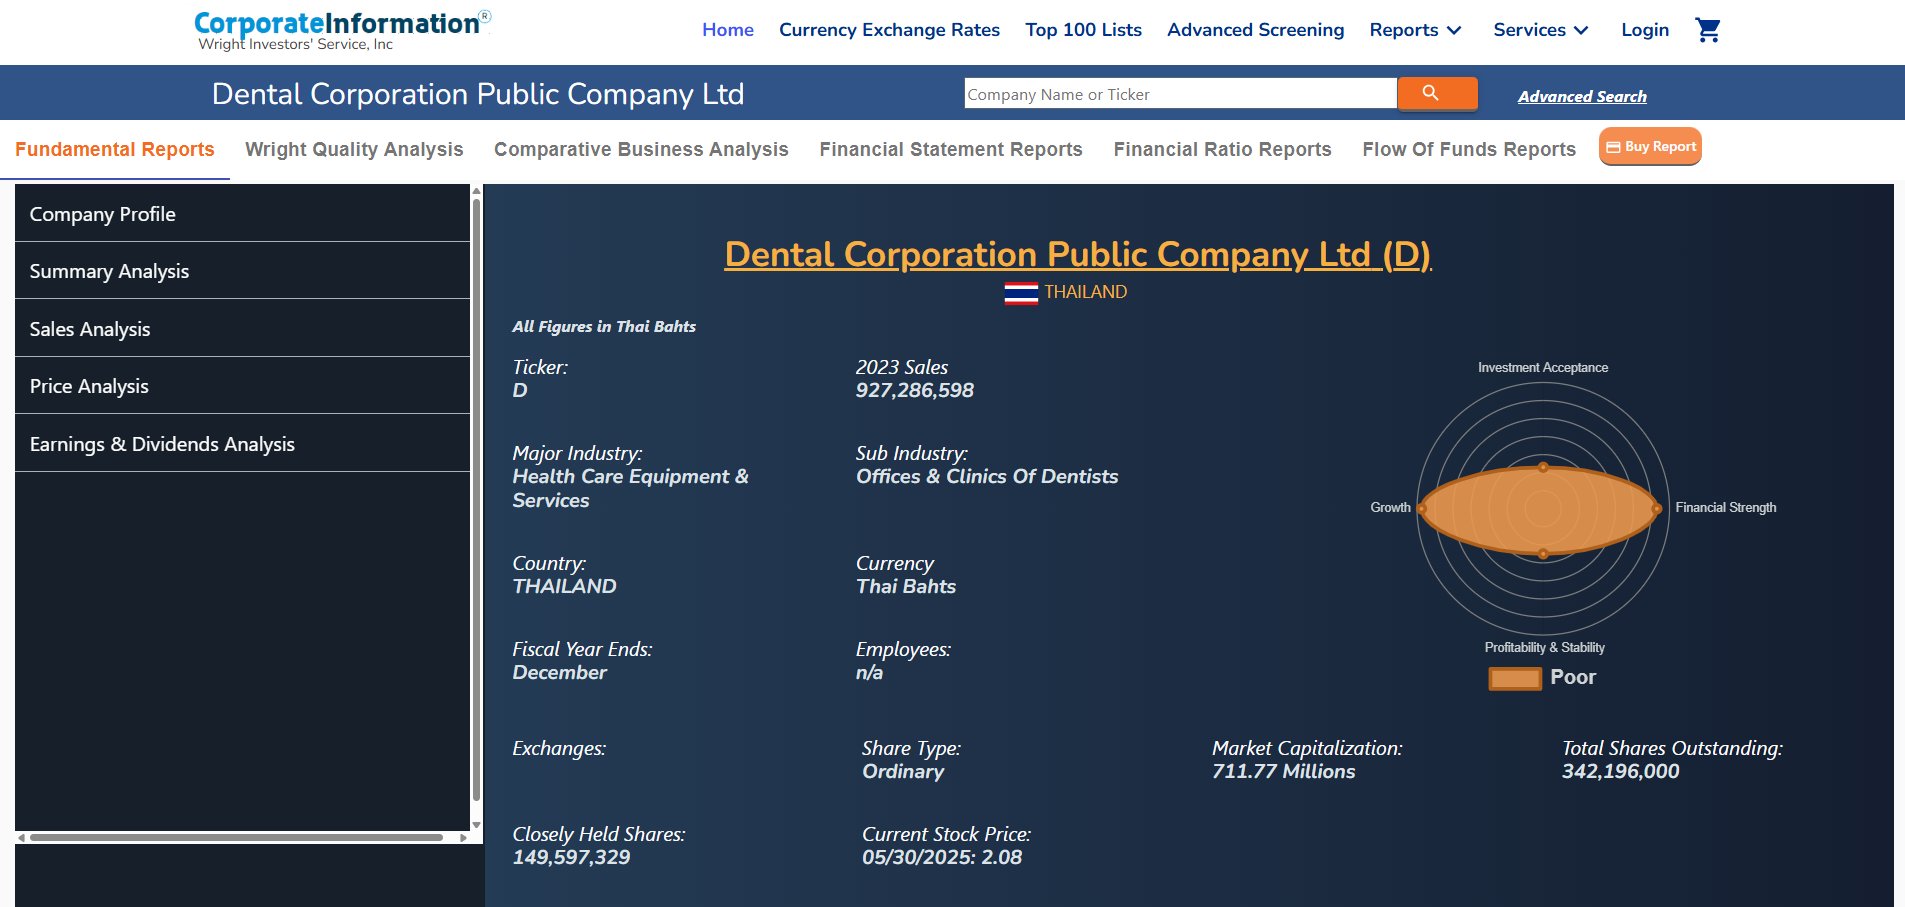 CorporateInformation®
Wright Investors' Service, Inc
Home Currency Exchange Rates Top 100 Lists Advanced Screening Reports Services Login
Dental Corporation Public Company Ltd
Company Name or Ticker
Advanced Search
Fundamental Reports Wright Quality Analysis Comparative Business Analysis Financial Statement Reports Financial Ratio Reports Flow Of Funds Reports Buy Report
Company Profile
Summary Analysis
Sales Analysis
Price Analysis
Earnings & Dividends Analysis
Dental Corporation Public Company Ltd (D)
THAILAND
All Figures in Thai Bahts
Ticker:
D
2023 Sales
927,286,598
Major Industry:
Health Care Equipment &
Services
Sub Industry:
Offices & Clinics Of Dentists
Country:
THAILAND
Currency
Thai Bahts
Fiscal Year Ends:
December
Employees:
n/a
Investment Acceptance
Growth
Financial Strength
Profitability & Stability
Poor
Exchanges:
Share Type:
Ordinary
Market Capitalization:
711.77 Millions
Total Shares Outstanding:
342,196,000
Closely Held Shares:
149,597,329
Current Stock Price:
05/30/2025: 2.08